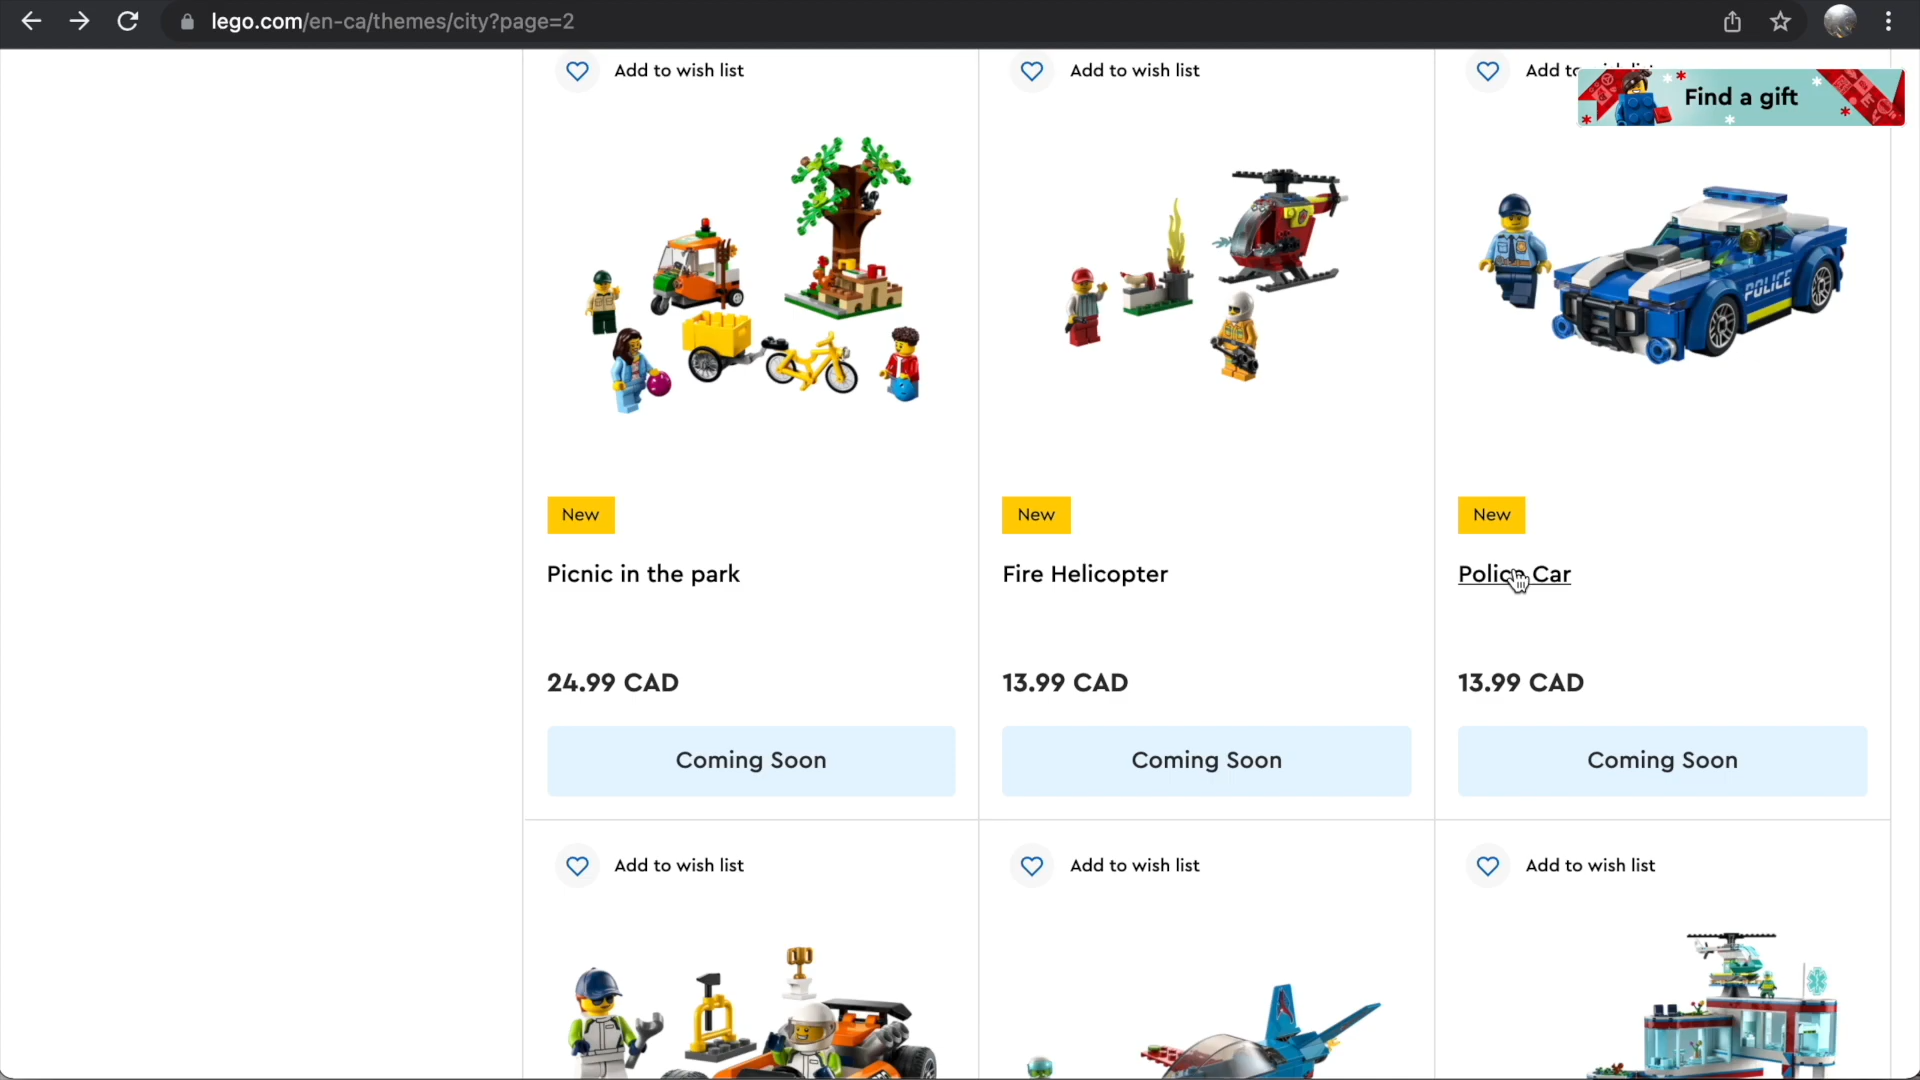 lego.com/en-ca/themes/city?page=2
Add to wish list
Add to wish list
Add to
Find a gift
POLICE
New
New
New
Picnic in the park
Fire Helicopter
Police Car
24.99 CAD
13.99 CAD
13.99 CAD
Coming Soon
Coming Soon
Coming Soon
Add to wish list
Add to wish list
Add to wish list